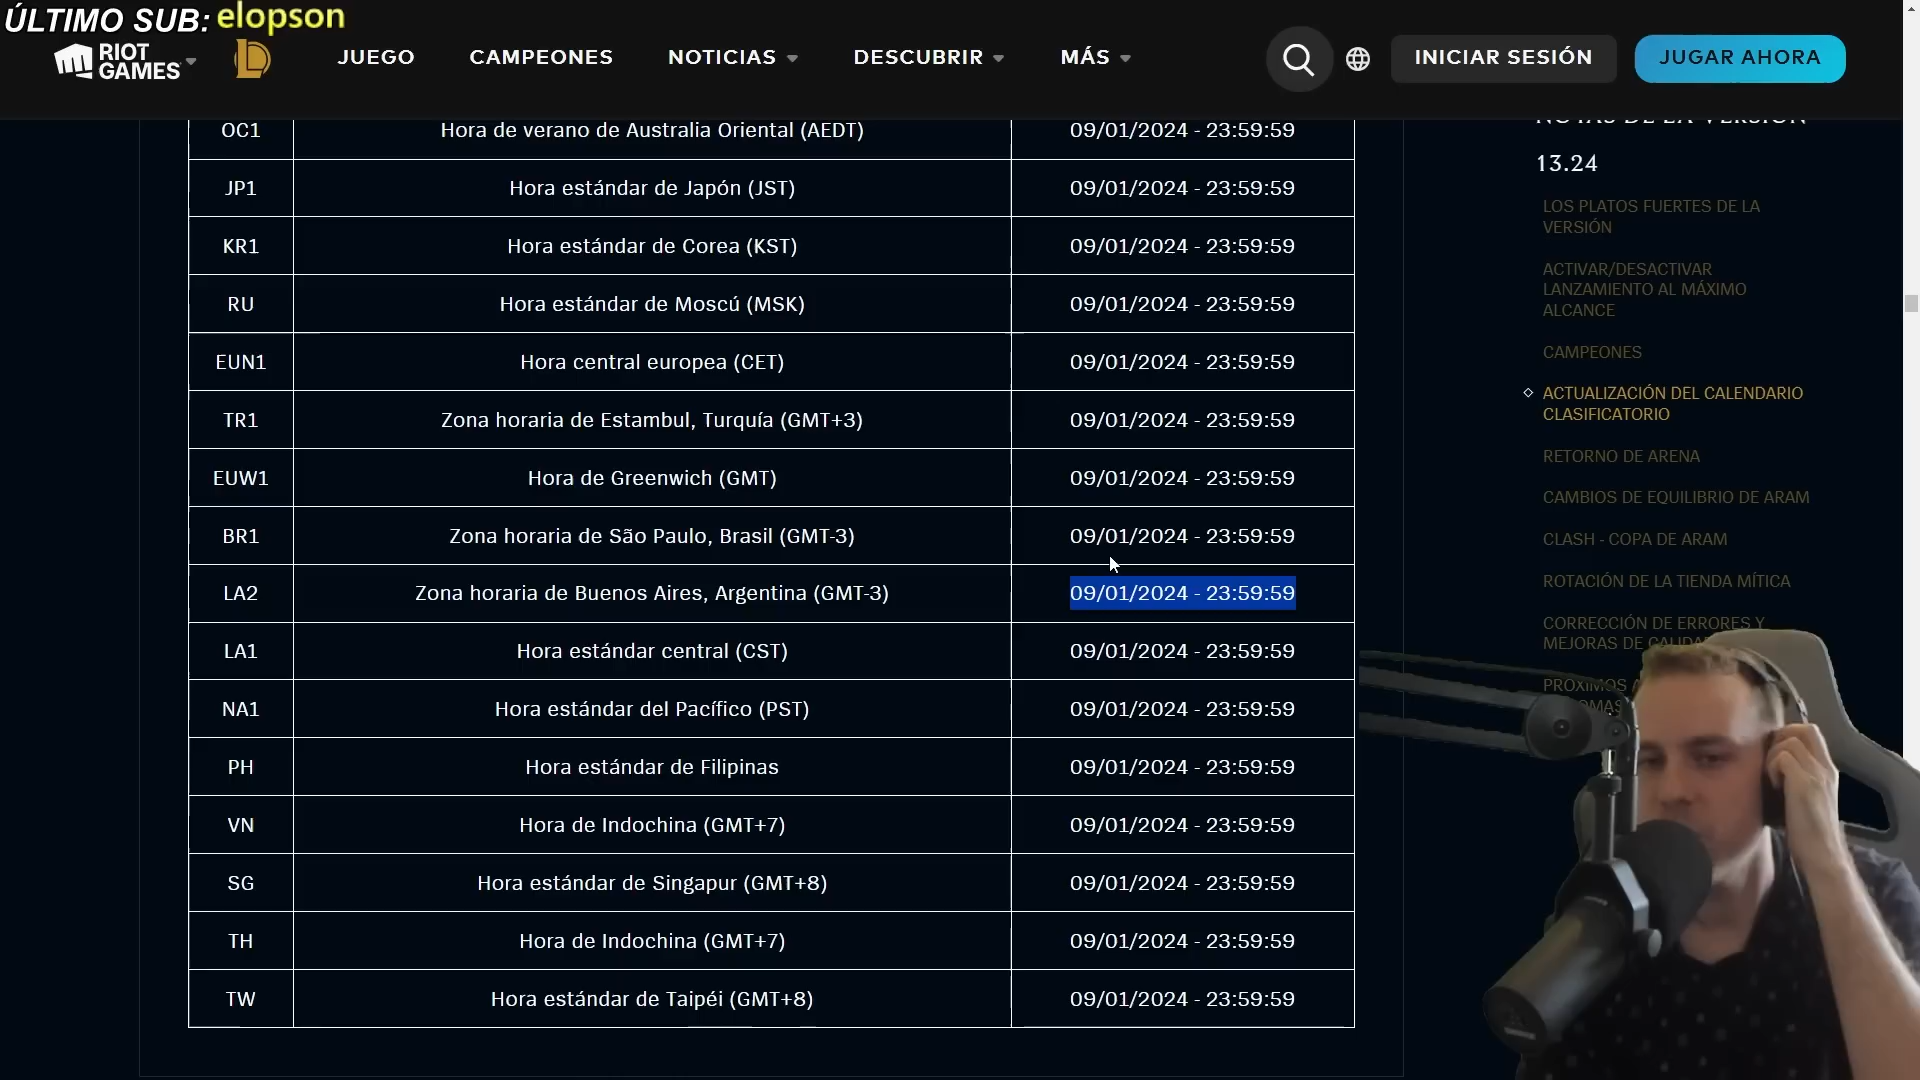 ÚLTIMO SUB: elopson
RIOT GAMES
JUEGO
CAMPEONES
NOTICIAS
DESCUBRIR
MÁS
INICIAR SESIÓN
JUGAR AHORA
OC1 Hora de verano de Australia Oriental (AEDT) 09/01/2024 - 23:59:59
JP1 Hora estándar de Japón (JST) 09/01/2024 - 23:59:59
KR1 Hora estándar de Corea (KST) 09/01/2024 - 23:59:59
RU Hora estándar de Moscú (MSK) 09/01/2024 - 23:59:59
EUN1 Hora central europea (CET) 09/01/2024 - 23:59:59
TR1 Zona horaria de Estambul, Turquía (GMT+3) 09/01/2024 - 23:59:59
EUW1 Hora de Greenwich (GMT) 09/01/2024 - 23:59:59
BR1 Zona horaria de São Paulo, Brasil (GMT-3) 09/01/2024 - 23:59:59
LA2 Zona horaria de Buenos Aires, Argentina (GMT-3) 09/01/2024 - 23:59:59
LA1 Hora estándar central (CST) 09/01/2024 - 23:59:59
NA1 Hora estándar del Pacífico (PST) 09/01/2024 - 23:59:59
PH Hora estándar de Filipinas 09/01/2024 - 23:59:59
VN Hora de Indochina (GMT+7) 09/01/2024 - 23:59:59
SG Hora estándar de Singapur (GMT+8) 09/01/2024 - 23:59:59
TH Hora de Indochina (GMT+7) 09/01/2024 - 23:59:59
TW Hora estándar de Taipéi (GMT+8) 09/01/2024 - 23:59:59
NOTAS DE LA VERSIÓN
13.24
LOS PLATOS FUERTES DE LA
VERSIÓN
ACTIVAR/DESACTIVAR
LANZAMIENTO AL MÁXIMO
ALCANCE
CAMPEONES
ACTUALIZACIÓN DEL CALENDARIO
CLASIFICATORIO
RETORNO DE ARENA
CAMBIOS DE EQUILIBRIO DE ARAM
CLASH - COPA DE ARAM
ROTACIÓN DE LA TIENDA MÍTICA
CORRECCIÓN DE ERRORES Y
MEJORAS DE
PRÓXIMOS